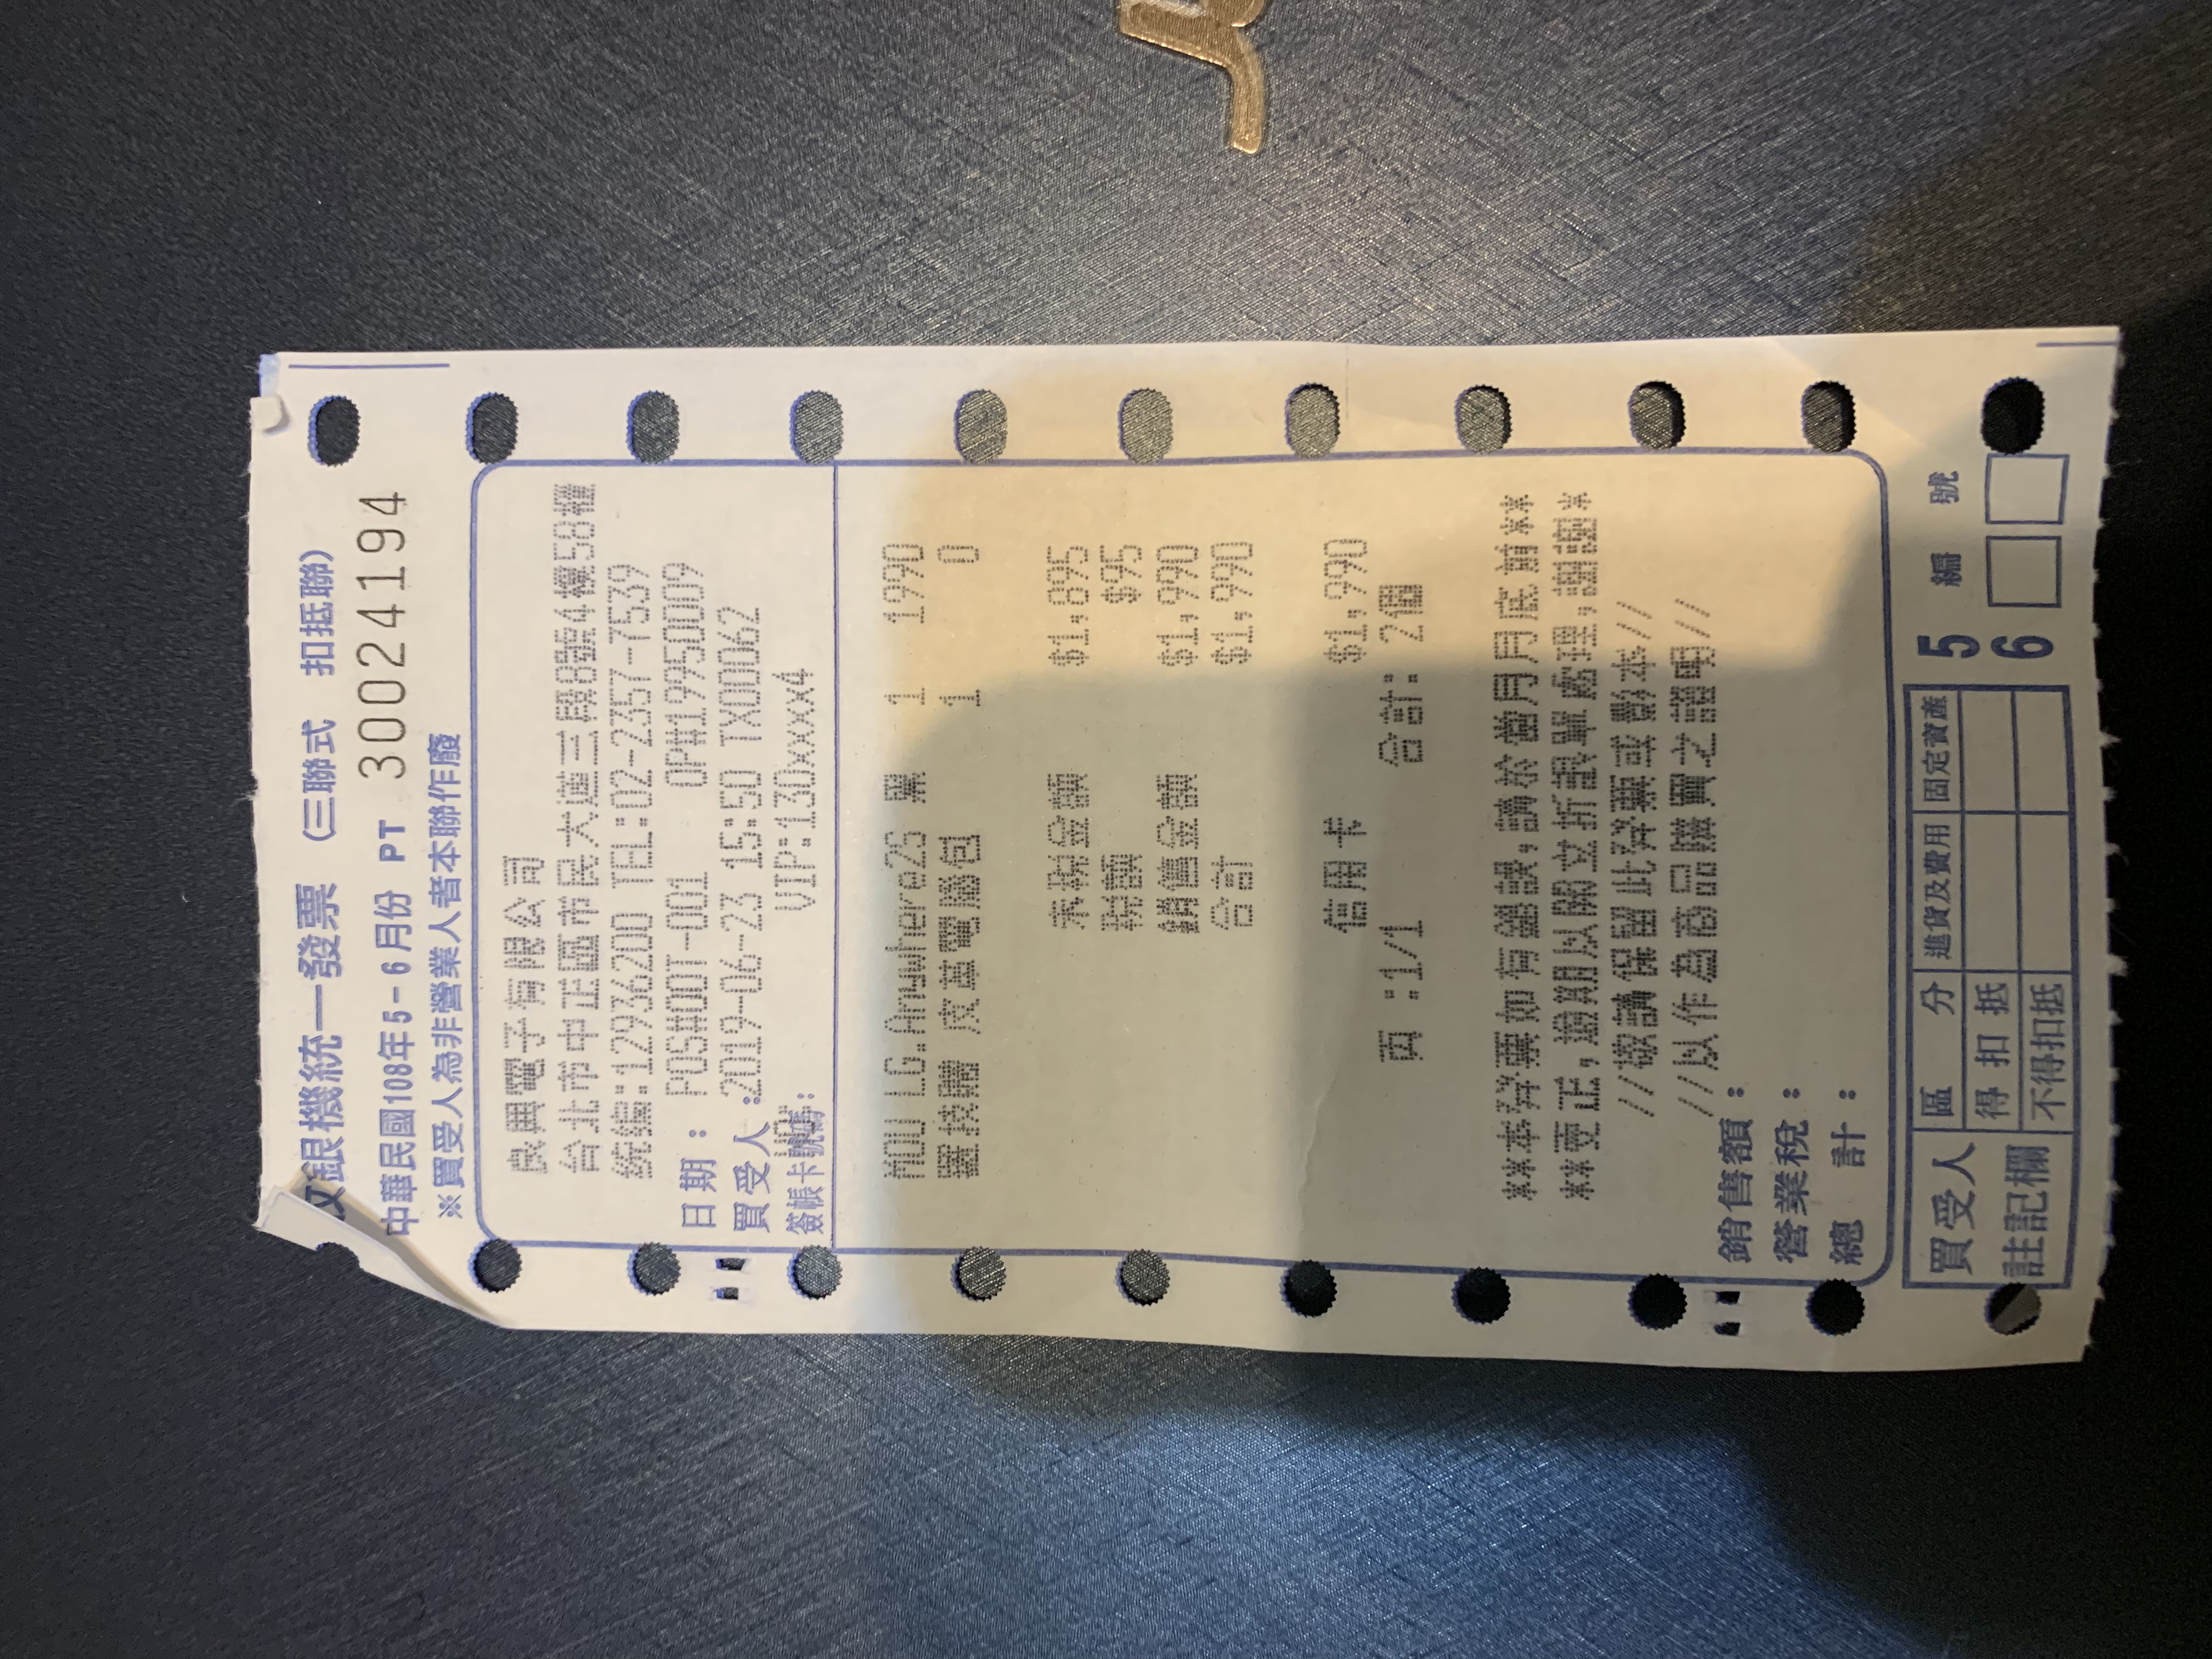 銀機統一發票 (三聯式 扣抵聯)
中華民國108年5-6月份 PT 30024194
※買受人為非營業人者本聯作廢
良興電子有限公司
台北市中正區市民大道三段8號4樓58櫃
統編:12936200 TEL:02-2357-7539
POS#00T-001 OP#19950009
日期:
2019-06-23 15:50 TX00062
買受人:
VIP:130xxxx4
簽帳卡號碼:
MOU LG.Anywhere2S 黑 1 1990
羅技贈 皮革電腦包 1 0
未稅金額 $1,895
稅額 $95
銷售金額 $1,990
合計 $1,990
信用卡 $1,990
頁:1/1 合計: 2個
**本發票如有錯誤,請於當月月底前**
**更正,逾期以開立折讓單處理,謝謝*
//敬請保留此發票或影本//
//以作為商品購買之證明//
銷售額:
營業稅:
總 計:
買受人註記欄
區 分 進貨及費用 固定資產
得扣抵
不得扣抵
5
6
編 號